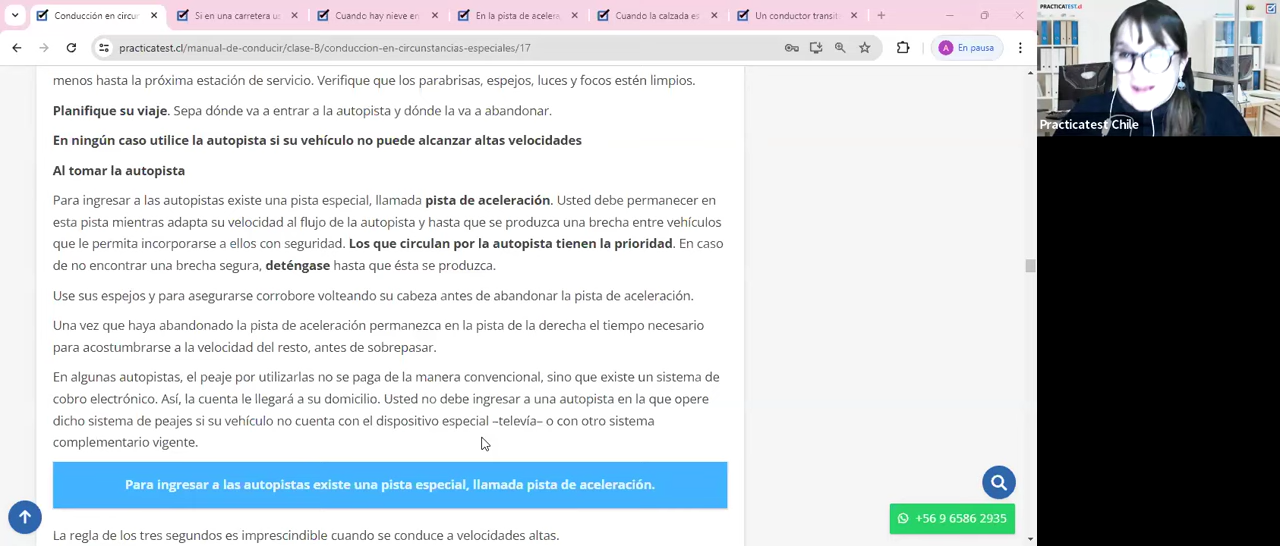 Conducción en circun
Si en una carretera us
Cuando hay nieve en
En la pista de acelera
Cuando la calzada es
Un conductor transit
practicatest.cl/manual-de-conducir/clase-B/conduccion-en-circunstancias-especiales/17
A
En pausa
PRACTICATEST.cl
Practicatest Chile
menos hasta la próxima estación de servicio. Verifique que los parabrisas, espejos, luces y focos estén limpios.
Planifique su viaje. Sepa dónde va a entrar a la autopista y dónde la va a abandonar.
En ningún caso utilice la autopista si su vehículo no puede alcanzar altas velocidades
Al tomar la autopista
Para ingresar a las autopistas existe una pista especial, llamada pista de aceleración. Usted debe permanecer en
esta pista mientras adapta su velocidad al flujo de la autopista y hasta que se produzca una brecha entre vehículos
que le permita incorporarse a ellos con seguridad. Los que circulan por la autopista tienen la prioridad. En caso
de no encontrar una brecha segura, deténgase hasta que ésta se produzca.
Use sus espejos y para asegurarse corrobore volteando su cabeza antes de abandonar la pista de aceleración.
Una vez que haya abandonado la pista de aceleración permanezca en la pista de la derecha el tiempo necesario
para acostumbrarse a la velocidad del resto, antes de sobrepasar.
En algunas autopistas, el peaje por utilizarlas no se paga de la manera convencional, sino que existe un sistema de
cobro electrónico. Así, la cuenta le llegará a su domicilio. Usted no debe ingresar a una autopista en la que opere
dicho sistema de peajes si su vehículo no cuenta con el dispositivo especial –televía– o con otro sistema
complementario vigente.
Para ingresar a las autopistas existe una pista especial, llamada pista de aceleración.
+56 9 6586 2935
La regla de los tres segundos es imprescindible cuando se conduce a velocidades altas.